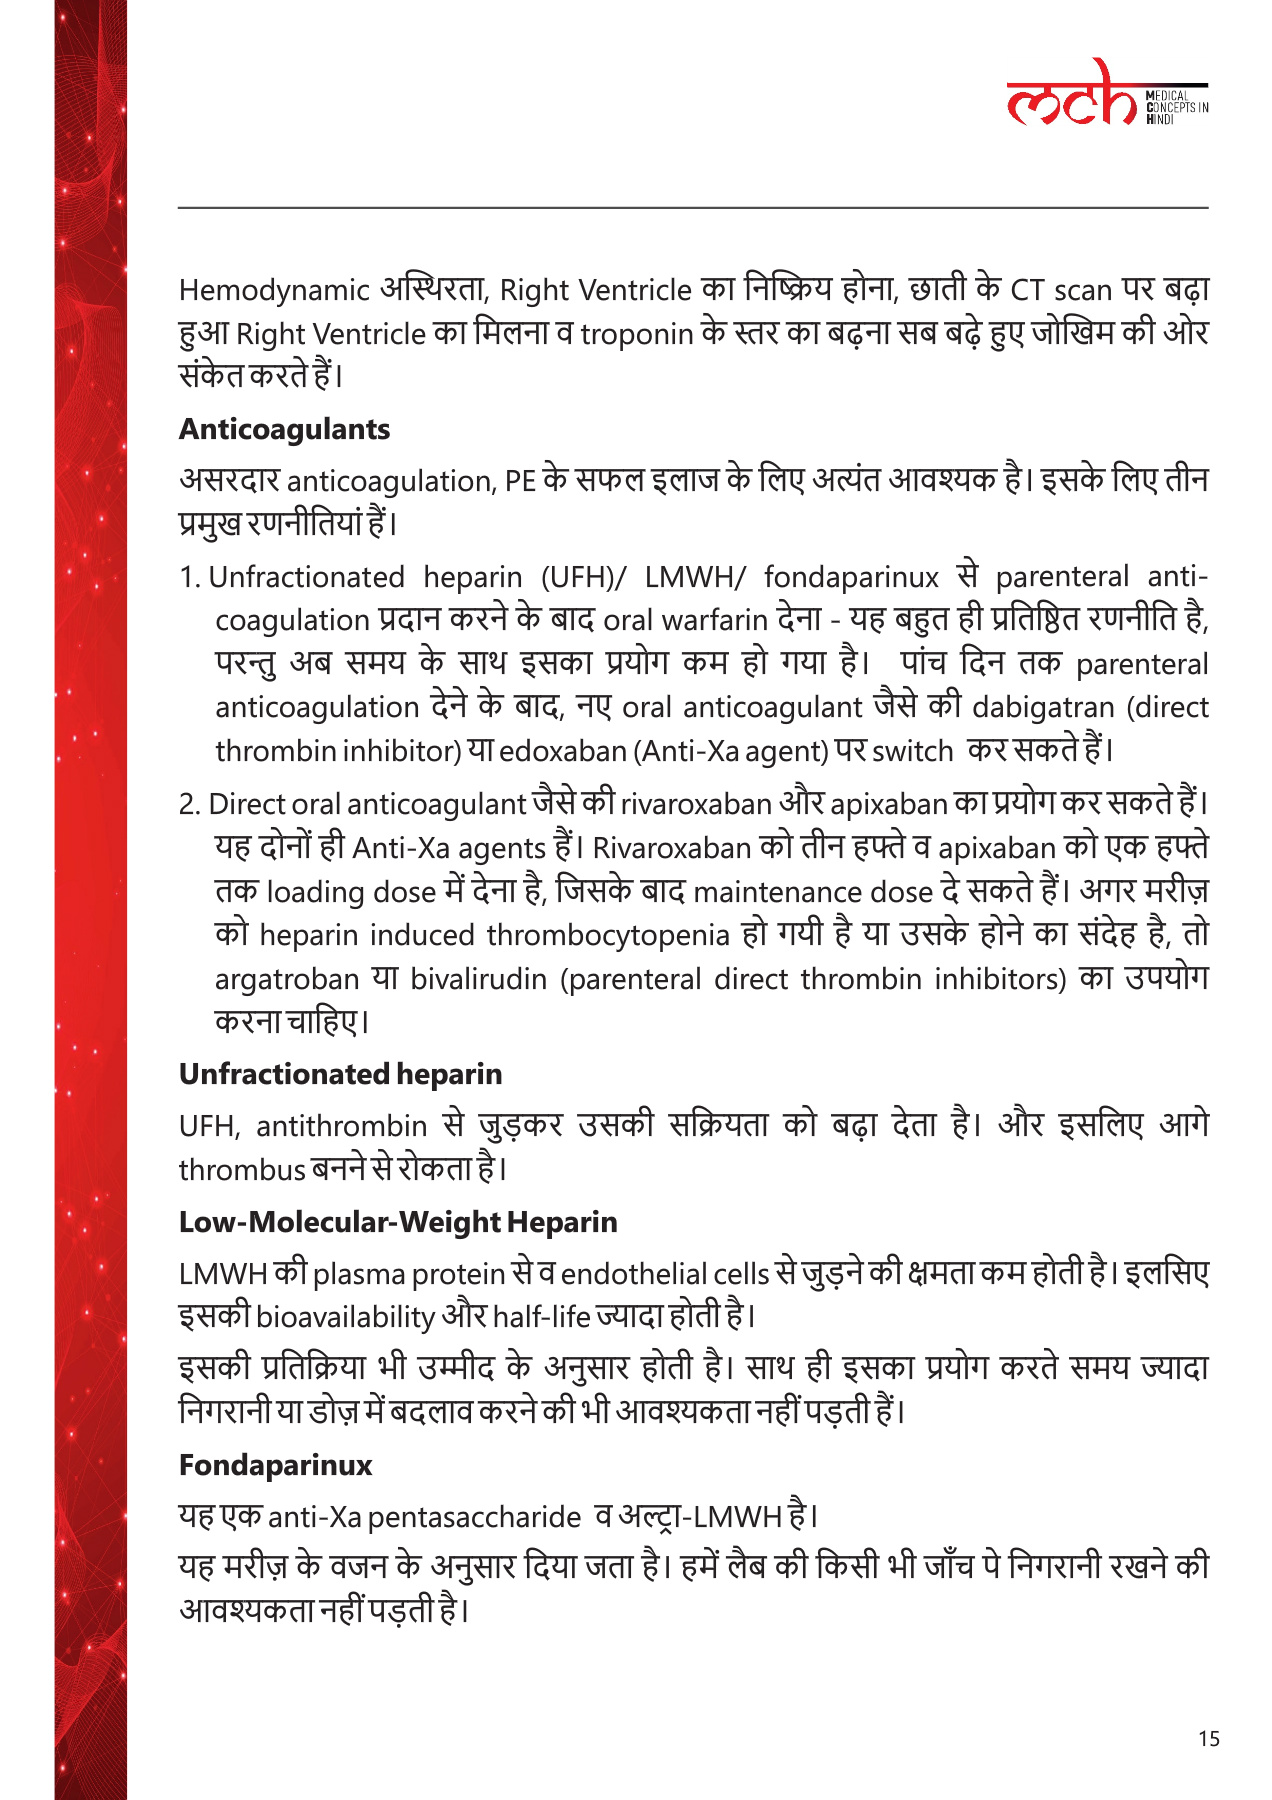 mch
MEDICAL
CONCEPTS IN
HINDI
Hemodynamic अस्थिरता, Right Ventricle का निष्क्रिय होना, छाती के CT scan पर बढ़ा
हुआ Right Ventricle का मिलना व troponin के स्तर का बढ़ना सब बढ़े हुए जोखिम की ओर
संकेत करते हैं।
Anticoagulants
असरदार anticoagulation, PE के सफल इलाज के लिए अत्यंत आवश्यक है। इसके लिए तीन
प्रमुख रणनीतियां हैं।
1. Unfractionated heparin (UFH)/ LMWH/ fondaparinux से parenteral anti-
coagulation प्रदान करने के बाद oral warfarin देना - यह बहुत ही प्रतिष्ठित रणनीति है,
परन्तु अब समय के साथ इसका प्रयोग कम हो गया है। पांच दिन तक parenteral
anticoagulation देने के बाद, नए oral anticoagulant जैसे की dabigatran (direct
thrombin inhibitor) या edoxaban (Anti-Xa agent) पर switch कर सकते हैं।
2. Direct oral anticoagulant जैसे की rivaroxaban और apixaban का प्रयोग कर सकते हैं।
यह दोनों ही Anti-Xa agents हैं। Rivaroxaban को तीन हफ्ते व apixaban को एक हफ्ते
तक loading dose में देना है, जिसके बाद maintenance dose दे सकते हैं। अगर मरीज़
को heparin induced thrombocytopenia हो गयी है या उसके होने का संदेह है, तो
argatroban या bivalirudin (parenteral direct thrombin inhibitors) का उपयोग
करना चाहिए।
Unfractionated heparin
UFH, antithrombin से जुड़कर उसकी सक्रियता को बढ़ा देता है। और इसलिए आगे
thrombus बनने से रोकता है।
Low-Molecular-Weight Heparin
LMWH की plasma protein से व endothelial cells से जुड़ने की क्षमता कम होती है। इलसिए
इसकी bioavailability और half-life ज्यादा होती है।
इसकी प्रतिक्रिया भी उम्मीद के अनुसार होती है। साथ ही इसका प्रयोग करते समय ज्यादा
निगरानी या डोज़ में बदलाव करने की भी आवश्यकता नहीं पड़ती हैं।
Fondaparinux
यह एक anti-Xa pentasaccharide व अल्ट्रा-LMWH है।
यह मरीज़ के वजन के अनुसार दिया जता है। हमें लैब की किसी भी जाँच पे निगरानी रखने की
आवश्यकता नहीं पड़ती है।
15